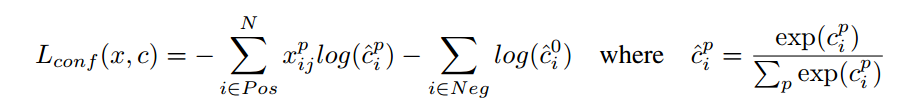 L_{conf}(x, c) = -\sum_{i \in Pos}^{N} x_{ij}^{p} log(\hat{c}_{i}^{p}) - \sum_{i \in Neg} log(\hat{c}_{i}^{0}) where \hat{c}_{i}^{p} = \frac{\exp(c_{i}^{p})}{\sum_{p} \exp(c_{i}^{p})}